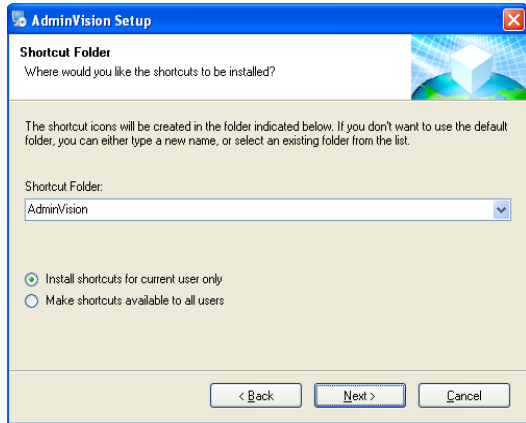 AdminVision Setup
Shortcut Folder
Where would you like the shortcuts to be installed?
The shortcut icons will be created in the folder indicated below. If you don't want to use the default
folder, you can either type a new name, or select an existing folder from the list.
Shortcut Folder:
AdminVision
Install shortcuts for current user only
Make shortcuts available to all users
< Back
Next >
Cancel